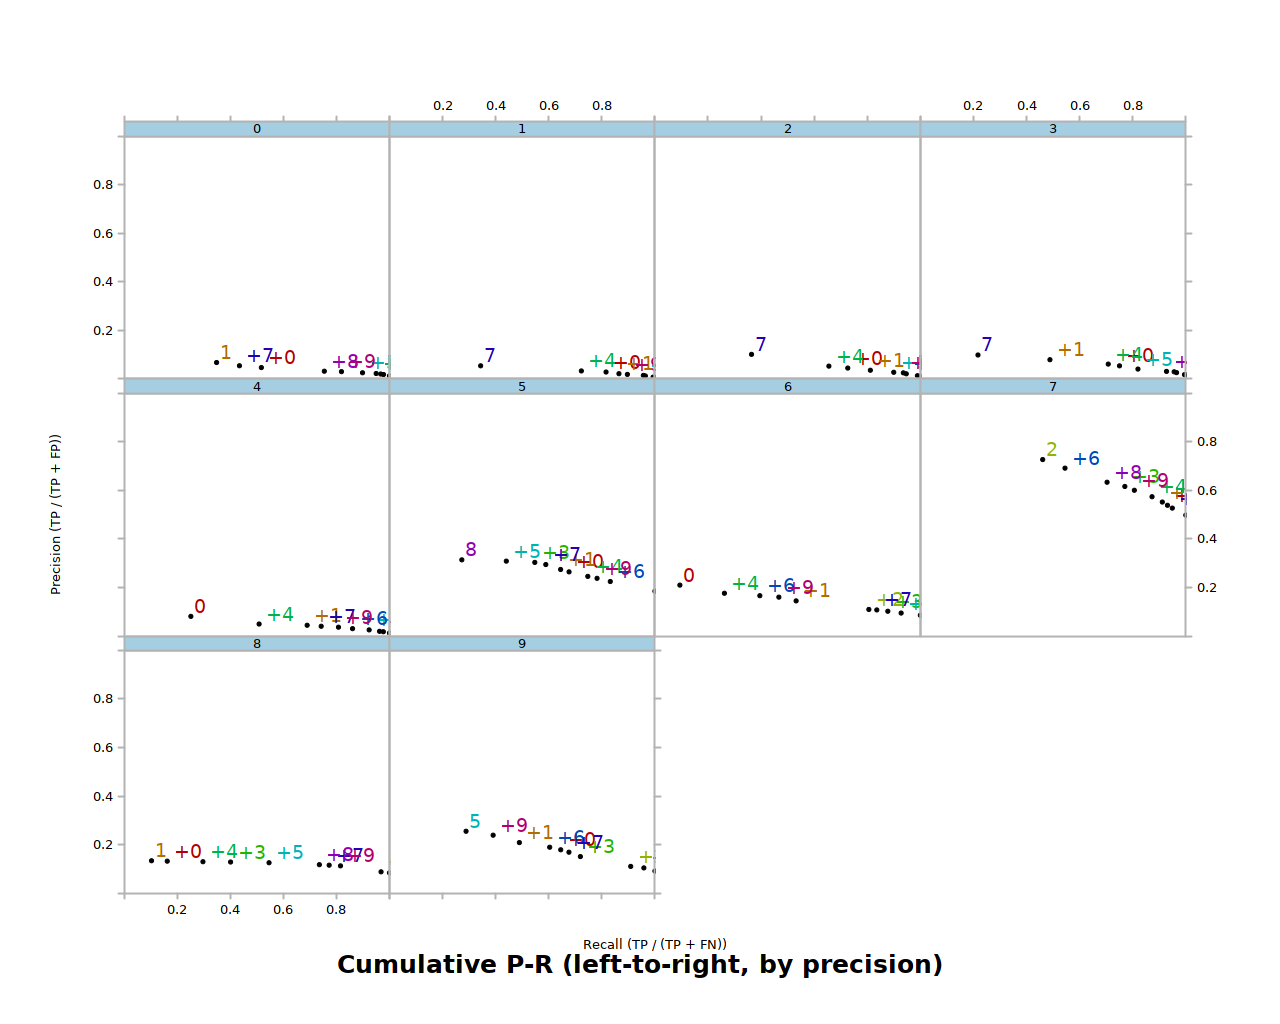 0.2 0.4 0.6 0.8 0.2 0.4 0.6 0.8
0 1 2 3
0.8
0.6
0.4
0.2
1 +7 +0 +8 +9
7 +4 +0 +1
7 +4 +0 +1
7 +1 +4 +0 +5
4 5 6 7
0.8
0.6
0.4
0.2
0 +4 +1 +7 +9 +6
8 +5 +3 +7 +1 +0 +4 +9 +6
0 +4 +6 +9 +1 +2 +7 +3
2 +6 +8 +3 +9 +4
8 9
0.8
0.6
0.4
0.2
1 +0 +4 +3 +5 +8 +7 +9
5 +9 +1 +6 +0 +7 +3
0.2 0.4 0.6 0.8
Precision (TP / (TP + FP))
Recall (TP / (TP + FN))
Cumulative P-R (left-to-right, by precision)